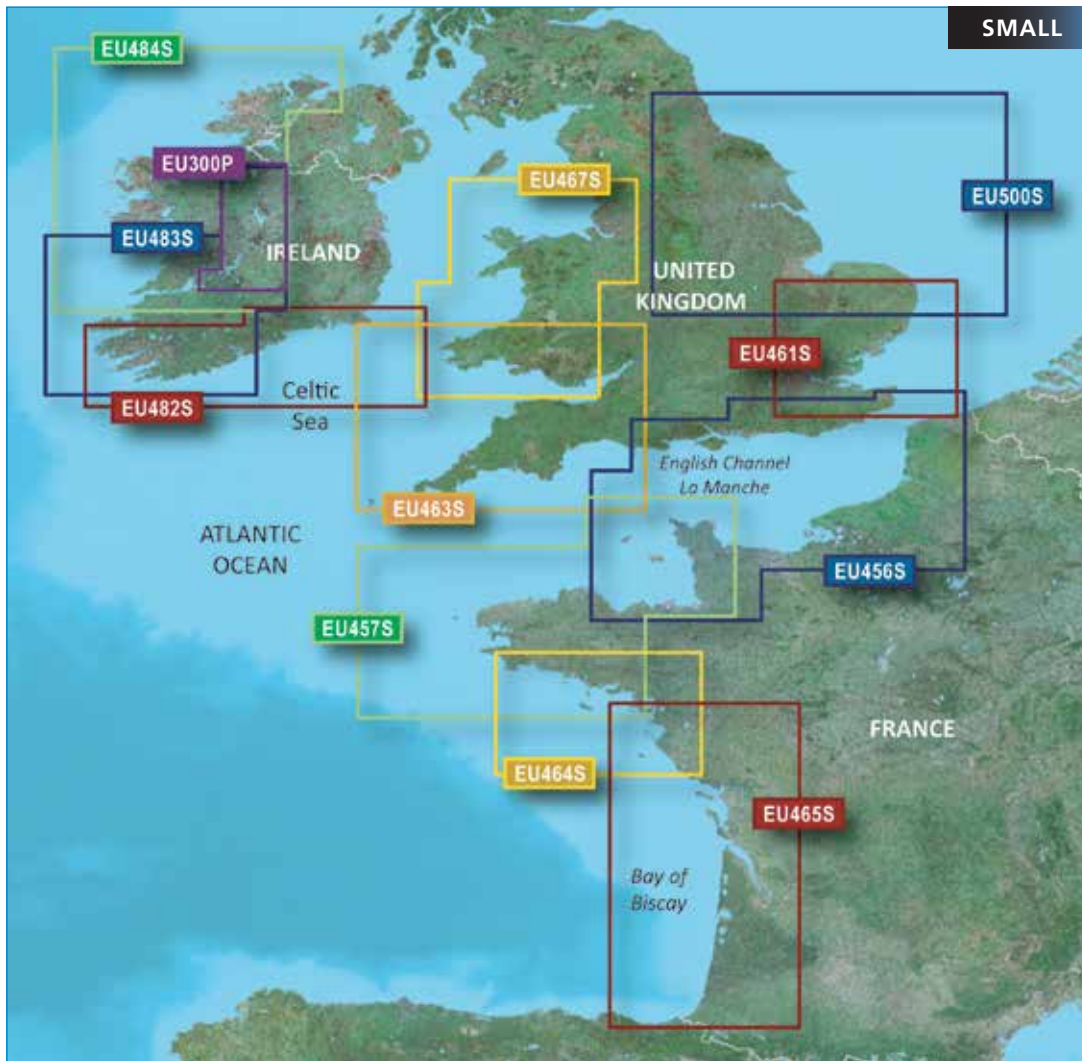 SMALL
EU484S
EU300P
EU467S
EU500S
EU483S
IRELAND
UNITED
KINGDOM
EU461S
Celtic
Sea
EU482S
English Channel
La Manche
EU463S
ATLANTIC
OCEAN
EU456S
EU457S
FRANCE
EU464S
EU465S
Bay of
Biscay